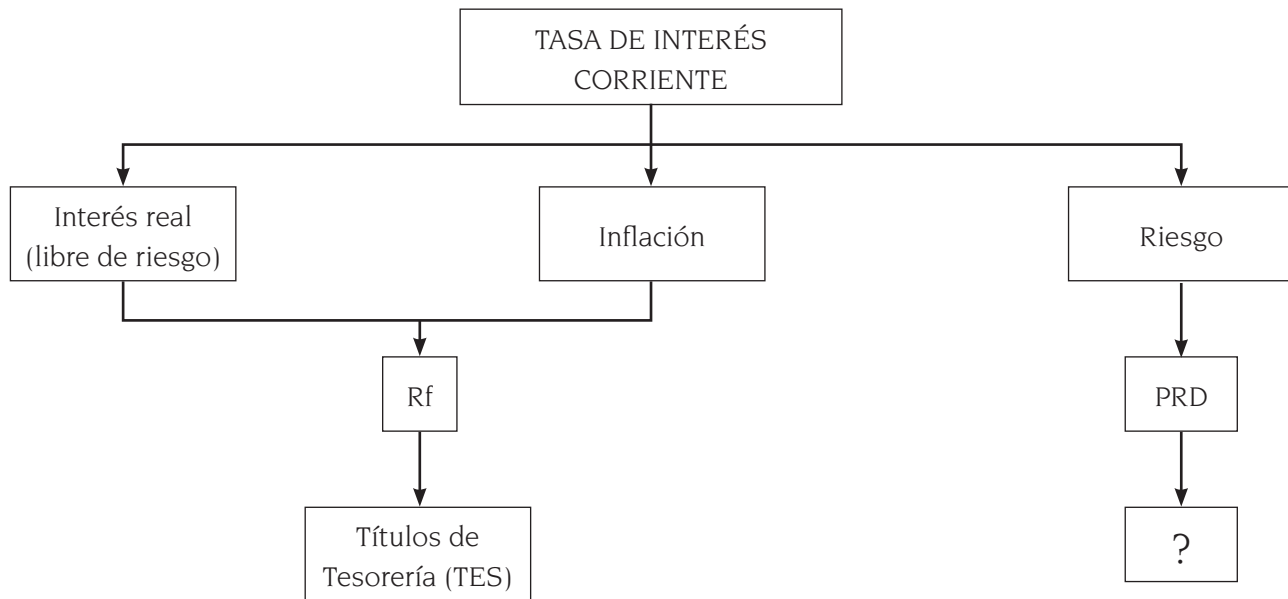 TASA DE INTERÉS
CORRIENTE
Interés real
(libre de riesgo)
Inflación
Riesgo
Rf
PRD
Títulos de
Tesorería (TES)
?